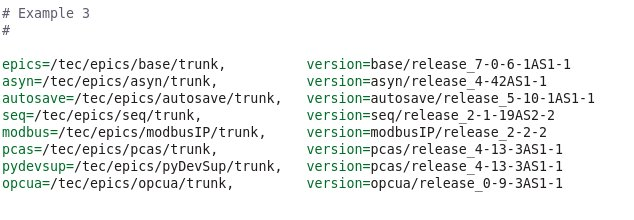 # Example 3
#
epics=/tec/epics/base/trunk, version=base/release_7-0-6-1AS1-1
asyn=/tec/epics/asyn/trunk, version=asyn/release_4-42AS1-1
autosave=/tec/epics/autosave/trunk, version=autosave/release_5-10-1AS1-1
seq=/tec/epics/seq/trunk, version=seq/release_2-1-19AS2-2
modbus=/tec/epics/modbusIP/trunk, version=modbusIP/release_2-2-2
pcas=/tec/epics/pcas/trunk, version=pcas/release_4-13-3AS1-1
pydevsup=/tec/epics/pyDevSup/trunk, version=pcas/release_4-13-3AS1-1
opcua=/tec/epics/opcua/trunk, version=opcua/release_0-9-3AS1-1